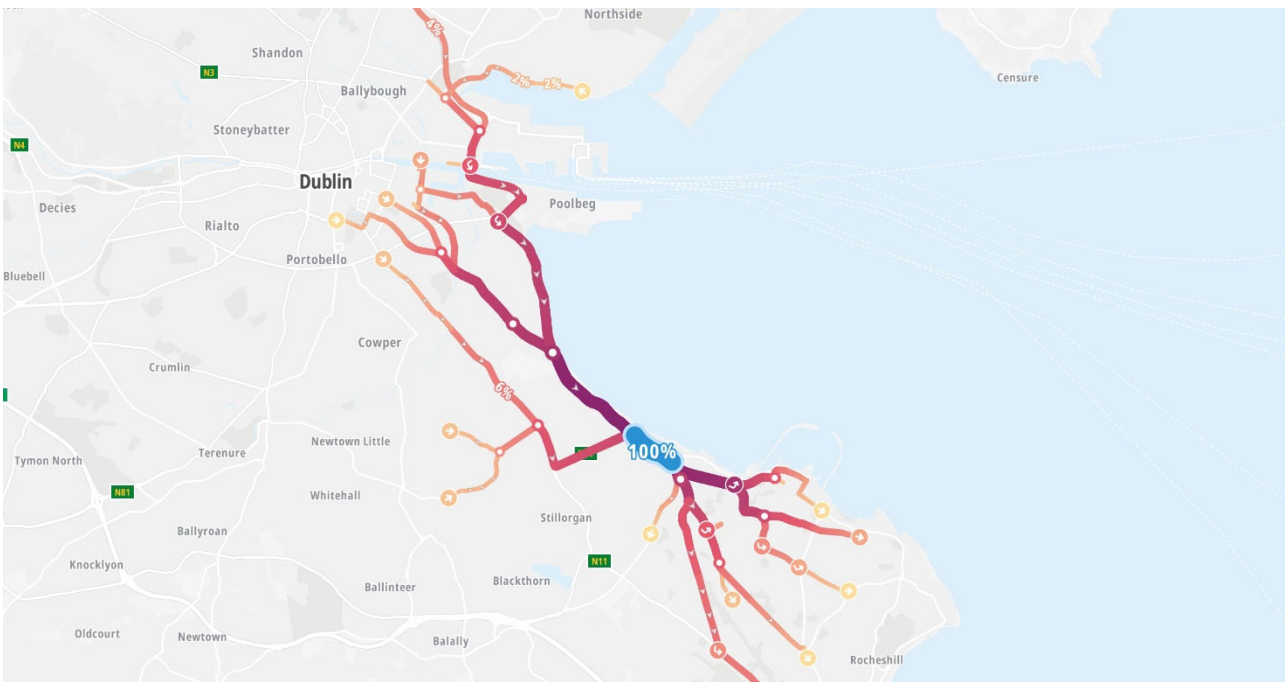 Northside
4%
Shandon
N3
2%
2%
Censure
Ballybough
Stoneybatter
N4
Dublin
Decies
Poolbeg
Rialto
Portobello
Bluebell
Cowper
Crumlin
6%
Newtown Little
Terenure
100%
Tymon North
N81
Whitehall
Stillorgan
Ballyroan
N11
Knocklyon
Blackthorn
Ballinteer
Oldcourt
Newtown
Balally
Rocheshill